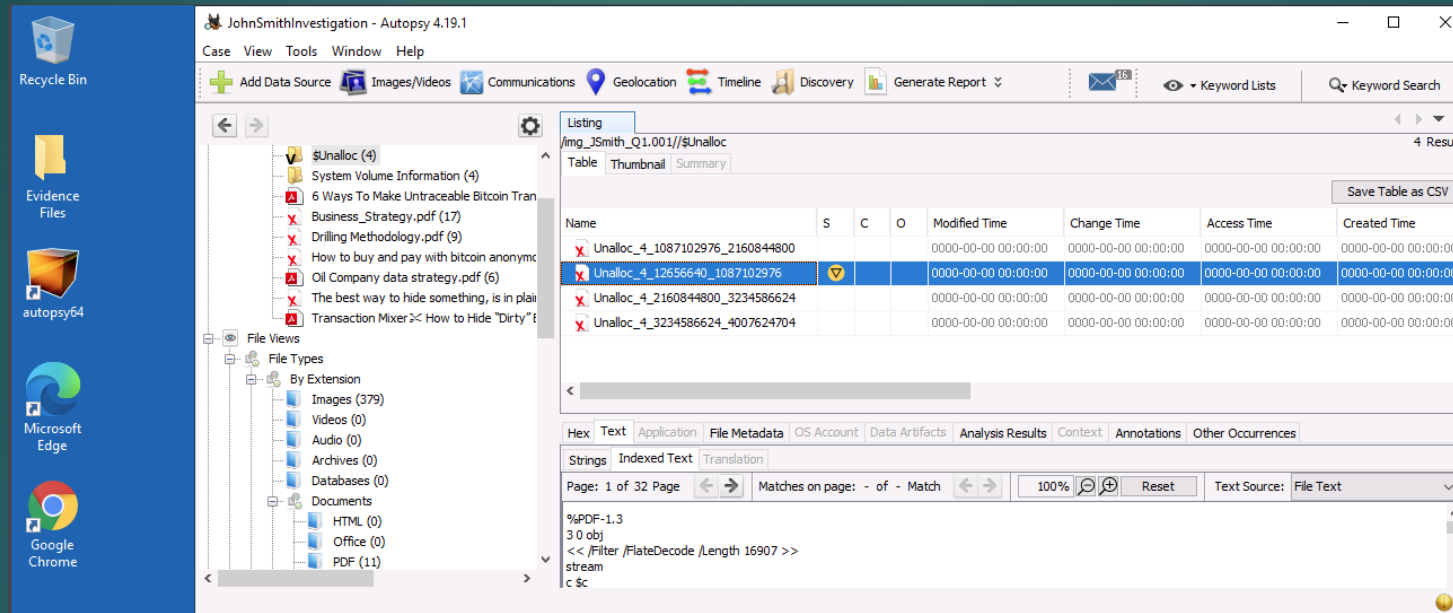 Recycle Bin
Evidence
Files
autopsy64
Microsoft
Edge
Google
Chrome
JohnSmithInvestigation - Autopsy 4.19.1
Case View Tools Window Help
Add Data Source Images/Videos Communications Geolocation Timeline Discovery Generate Report 16 Keyword Lists Keyword Search
$Unalloc (4)
System Volume Information (4)
6 Ways To Make Untraceable Bitcoin Tran
Business_Strategy.pdf (17)
Drilling Methodology.pdf (9)
How to buy and pay with bitcoin anonymo
Oil Company data strategy.pdf (6)
The best way to hide something, is in plai
Transaction Mixer How to Hide "Dirty"
File Views
File Types
By Extension
Images (379)
Videos (0)
Audio (0)
Archives (0)
Databases (0)
Documents
HTML (0)
Office (0)
PDF (11)
Listing
/img_JSmith_Q1.001//$Unalloc
4 Resu
Table Thumbnail Summary
Save Table as CSV
Name S C O Modified Time Change Time Access Time Created Time
Unalloc_4_1087102976_2160844800 0000-00-00 00:00:00 0000-00-00 00:00:00 0000-00-00 00:00:00 0000-00-00 00:00:00
Unalloc_4_12656640_1087102976 0000-00-00 00:00:00 0000-00-00 00:00:00 0000-00-00 00:00:00 0000-00-00 00:00:00
Unalloc_4_2160844800_3234586624 0000-00-00 00:00:00 0000-00-00 00:00:00 0000-00-00 00:00:00 0000-00-00 00:00:00
Unalloc_4_3234586624_4007624704 0000-00-00 00:00:00 0000-00-00 00:00:00 0000-00-00 00:00:00 0000-00-00 00:00:00
Hex Text Application File Metadata OS Account Data Artifacts Analysis Results Context Annotations Other Occurrences
Strings Indexed Text Translation
Page: 1 of 32 Page Matches on page: - of - Match 100% Reset Text Source: File Text
%PDF-1.3
3 0 obj
<< /Filter /FlateDecode /Length 16907 >>
stream
c $c